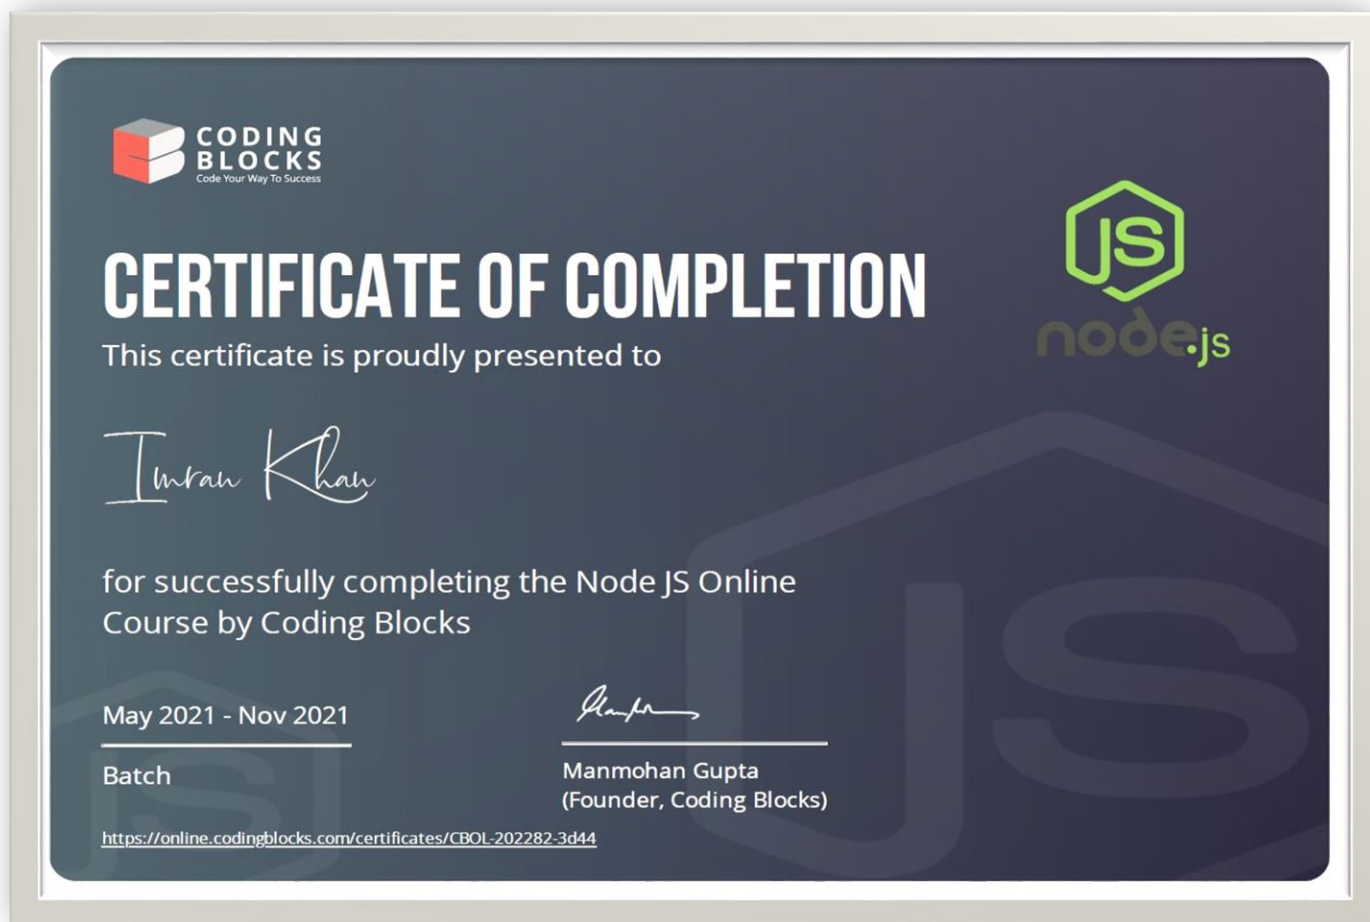 CODING
BLOCKS
Code Your Way To Success
JS
node.js
CERTIFICATE OF COMPLETION
This certificate is proudly presented to
Imran Khan
for successfully completing the Node JS Online
Course by Coding Blocks
May 2021 - Nov 2021
Batch
Manmohan Gupta
(Founder, Coding Blocks)
https://online.codingblocks.com/certificates/CBOL-202282-3d44
JS
JS